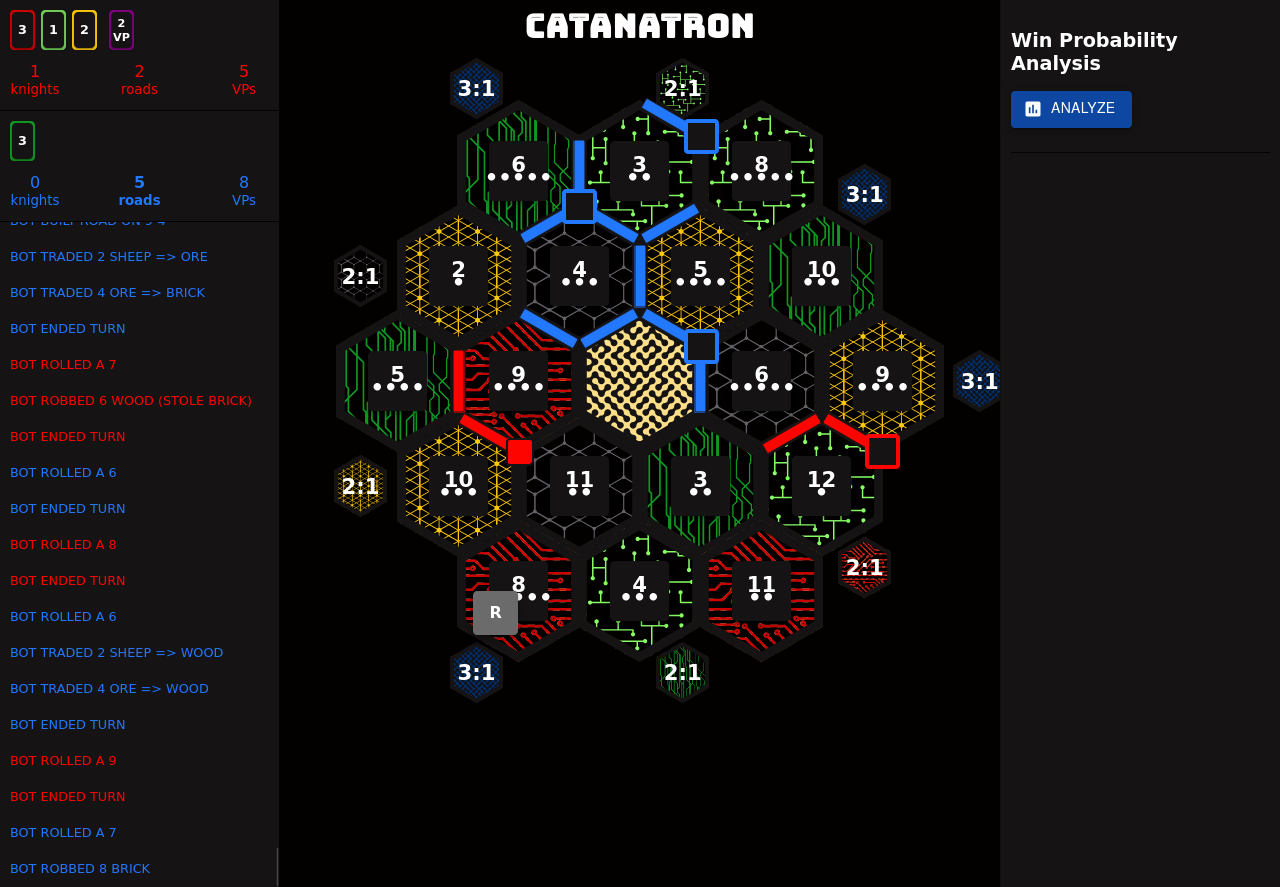 3 1 2 2 VP
1 2 5
knights roads VPs
3
0 5 8
knights roads VPs
BOT BUILT ROAD ON 9 4
BOT TRADED 2 SHEEP => ORE
BOT TRADED 4 ORE => BRICK
BOT ENDED TURN
BOT ROLLED A 7
BOT ROBBED 6 WOOD (STOLE BRICK)
BOT ENDED TURN
BOT ROLLED A 6
BOT ENDED TURN
BOT ROLLED A 8
BOT ENDED TURN
BOT ROLLED A 6
BOT TRADED 2 SHEEP => WOOD
BOT TRADED 4 ORE => WOOD
BOT ENDED TURN
BOT ROLLED A 9
BOT ENDED TURN
BOT ROLLED A 7
BOT ROBBED 8 BRICK
CATANATRON
3:1 2:1
6 3 8
3:1
2:1 2 4 5 10
5 9 6 9 3:1
2:1 10 11 3 12
2:1
8 4 11
R
3:1 2:1
Win Probability
Analysis
ANALYZE